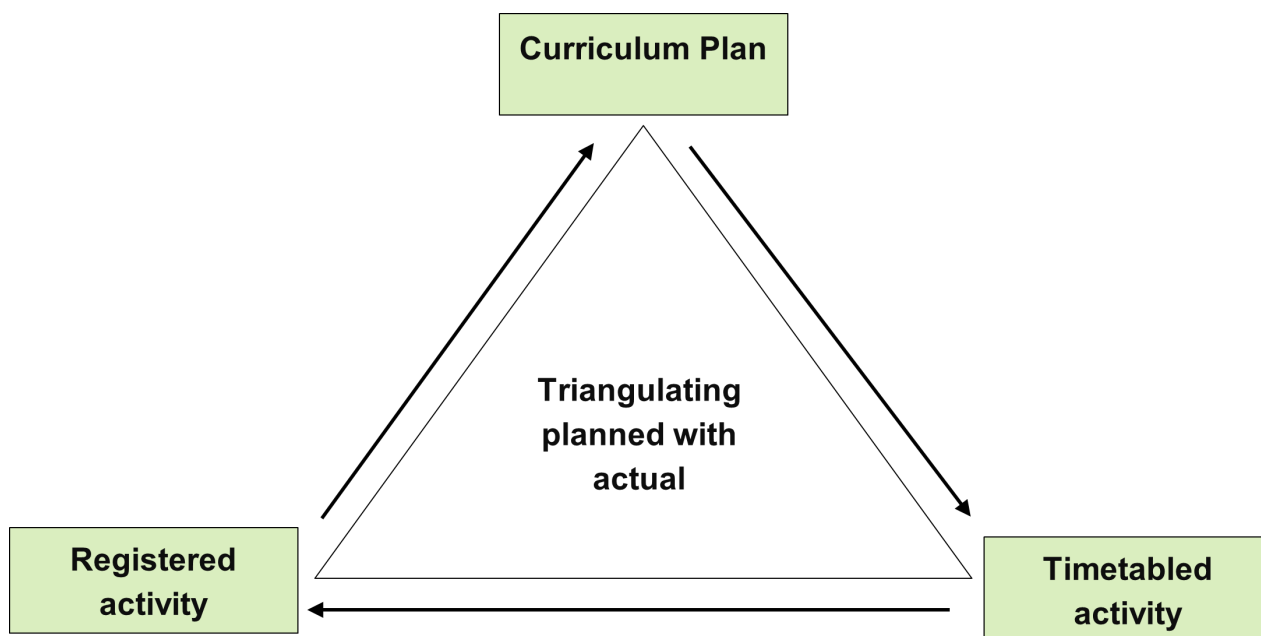 Curriculum Plan
Triangulating
planned with
actual
Registered
activity
Timetabled
activity